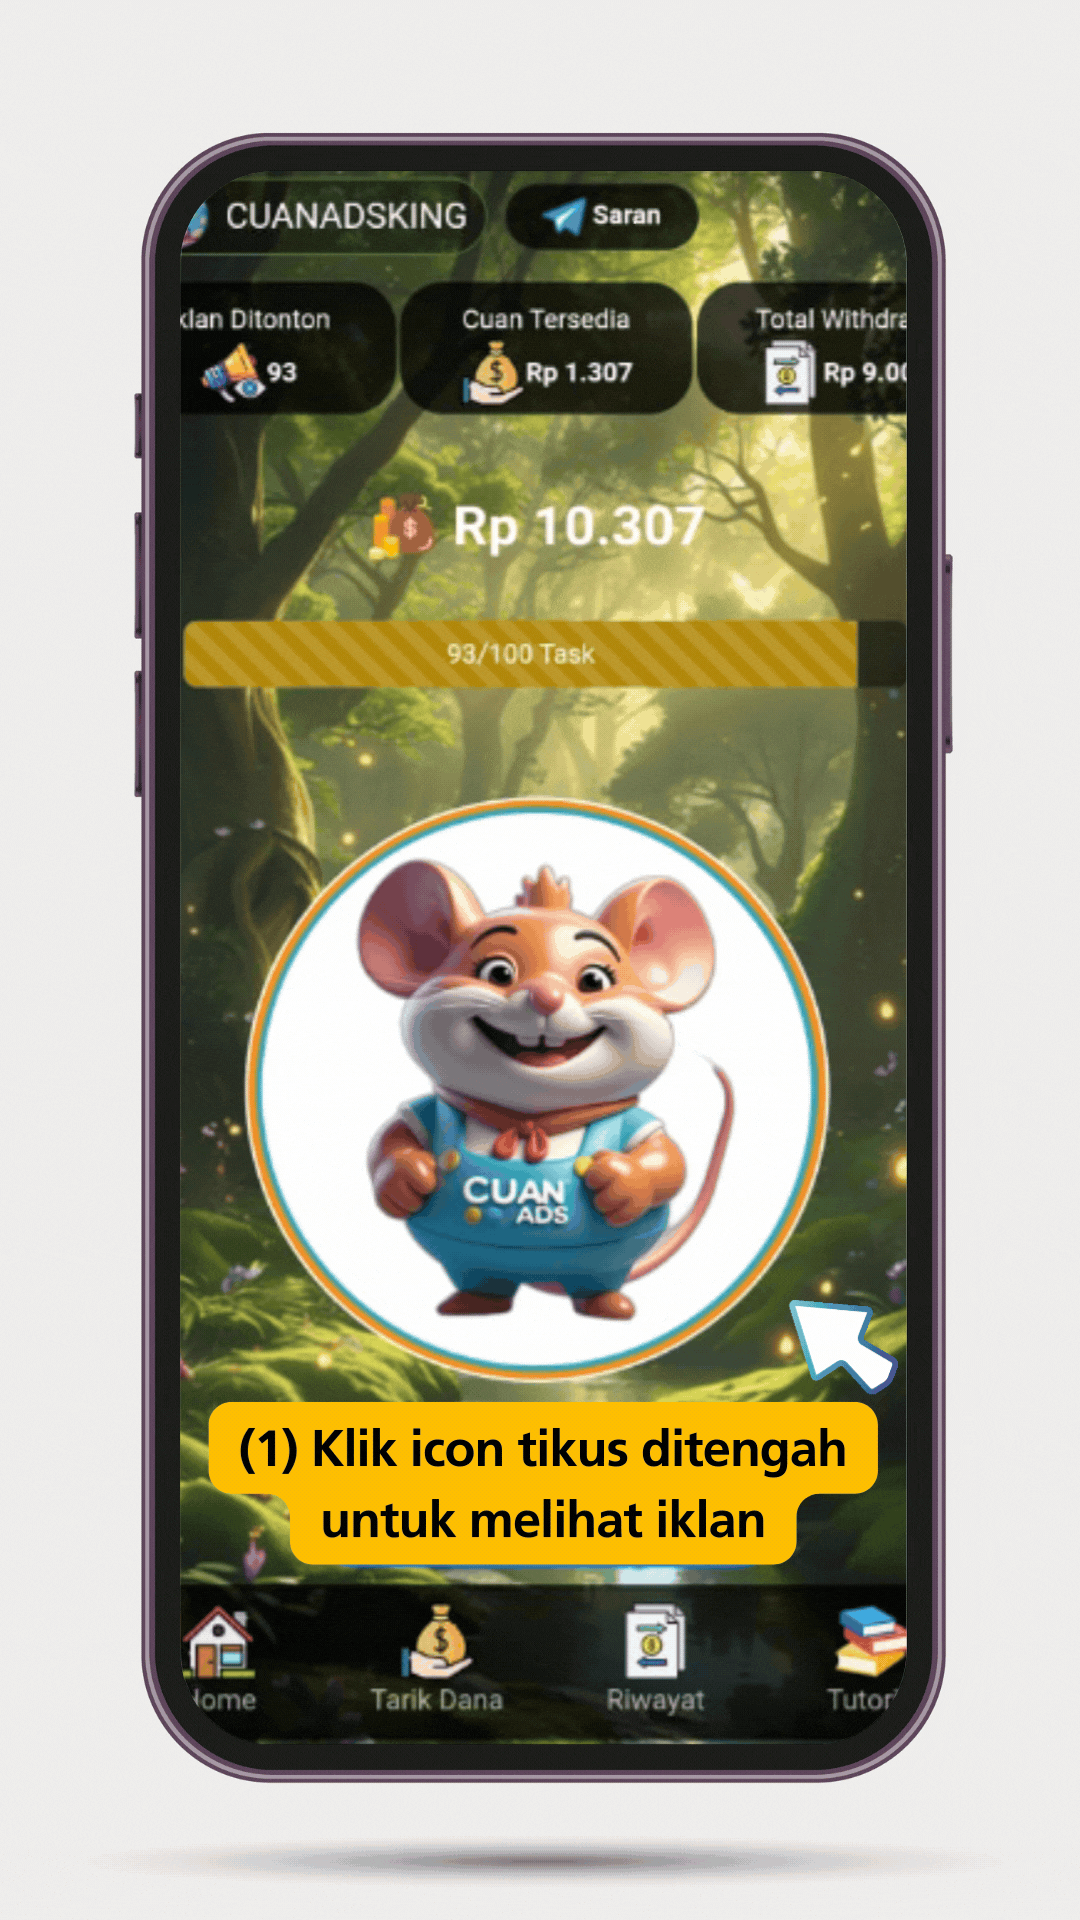 CUANADSKING
Saran
klan Ditonton
93
Cuan Tersedia
Rp 1.307
Total Withdra
Rp 9.00
Rp 10.307
93/100 Task
CUAN
ADS
(1) Klik icon tikus ditengah
untuk melihat iklan
Home
Tarik Dana
Riwayat
Tutori